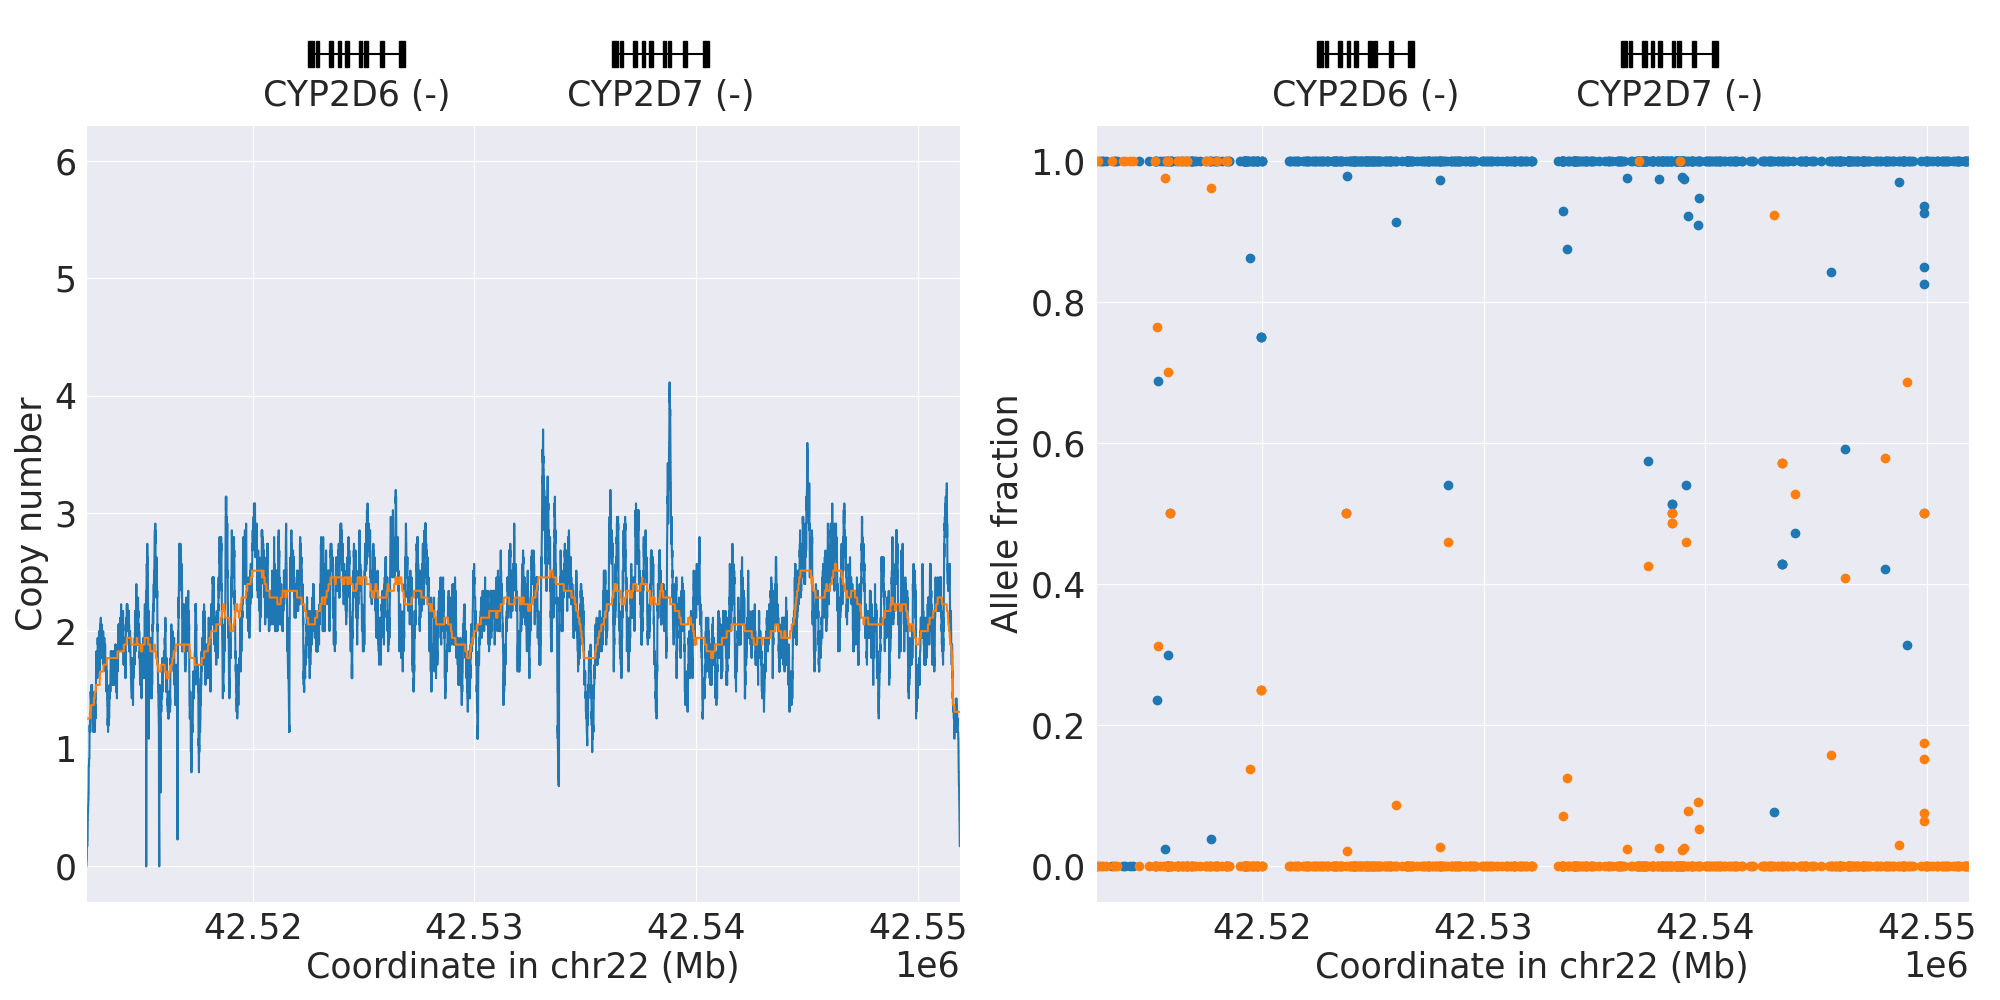 CYP2D6 (-)
CYP2D7 (-)
6
5
4
3
2
1
0
Copy number
42.52
42.53
42.54
42.55
Coordinate in chr22 (Mb)
1e6
CYP2D6 (-)
CYP2D7 (-)
1.0
0.8
0.6
0.4
0.2
0.0
Allele fraction
42.52
42.53
42.54
42.55
Coordinate in chr22 (Mb)
1e6